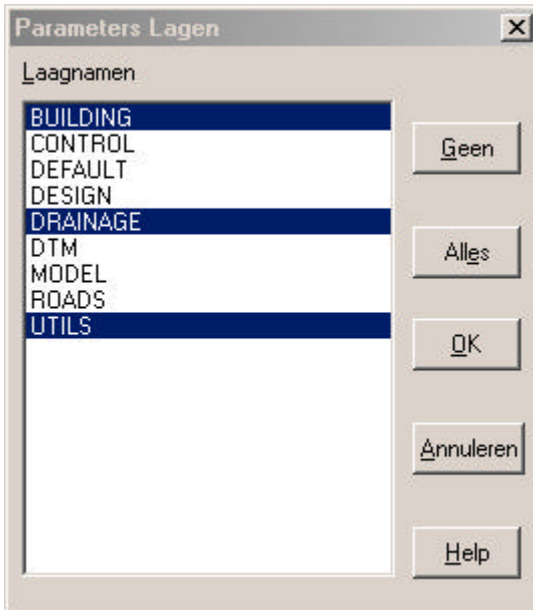 Parameters Lagen
Laagnamen
BUILDING
CONTROL
DEFAULT
DESIGN
DRAINAGE
DTM
MODEL
ROADS
UTILS
Geen
Alles
OK
Annuleren
Help